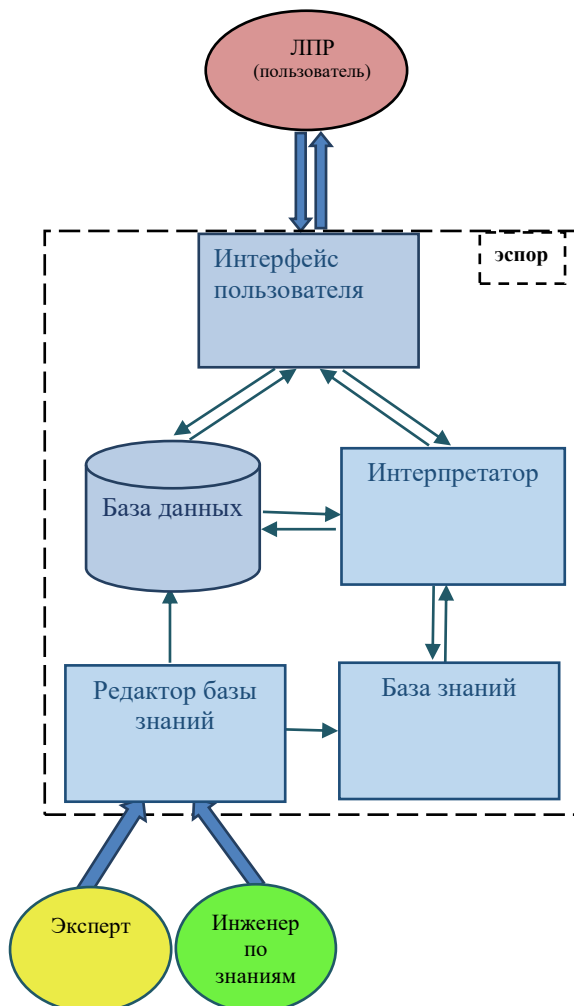 ЛПР
(пользователь)
Интерфейс
пользователя
эспор
База данных
Интерпретатор
Редактор базы
знаний
База знаний
Эксперт
Инженер
по
знаниям